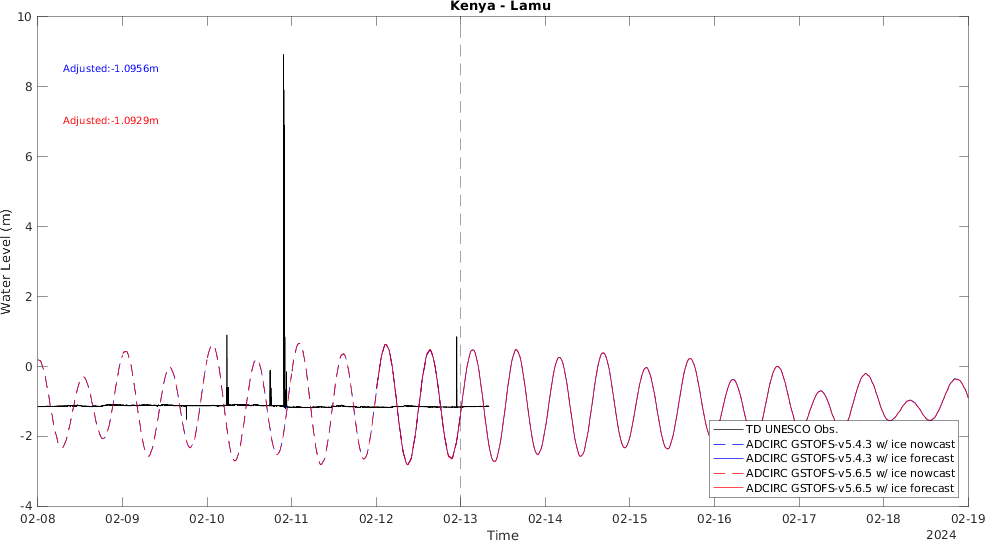 Kenya - Lamu
10
8
6
4
2
0
-2
-4
Water Level (m)
Adjusted:-1.0956m
Adjusted:-1.0929m
TD UNESCO Obs.
ADCIRC GSTOFS-v5.4.3 w/ ice nowcast
ADCIRC GSTOFS-v5.4.3 w/ ice forecast
ADCIRC GSTOFS-v5.6.5 w/ ice nowcast
ADCIRC GSTOFS-v5.6.5 w/ ice forecast
02-08 02-09 02-10 02-11 02-12 02-13 02-14 02-15 02-16 02-17 02-18 02-19
Time
2024